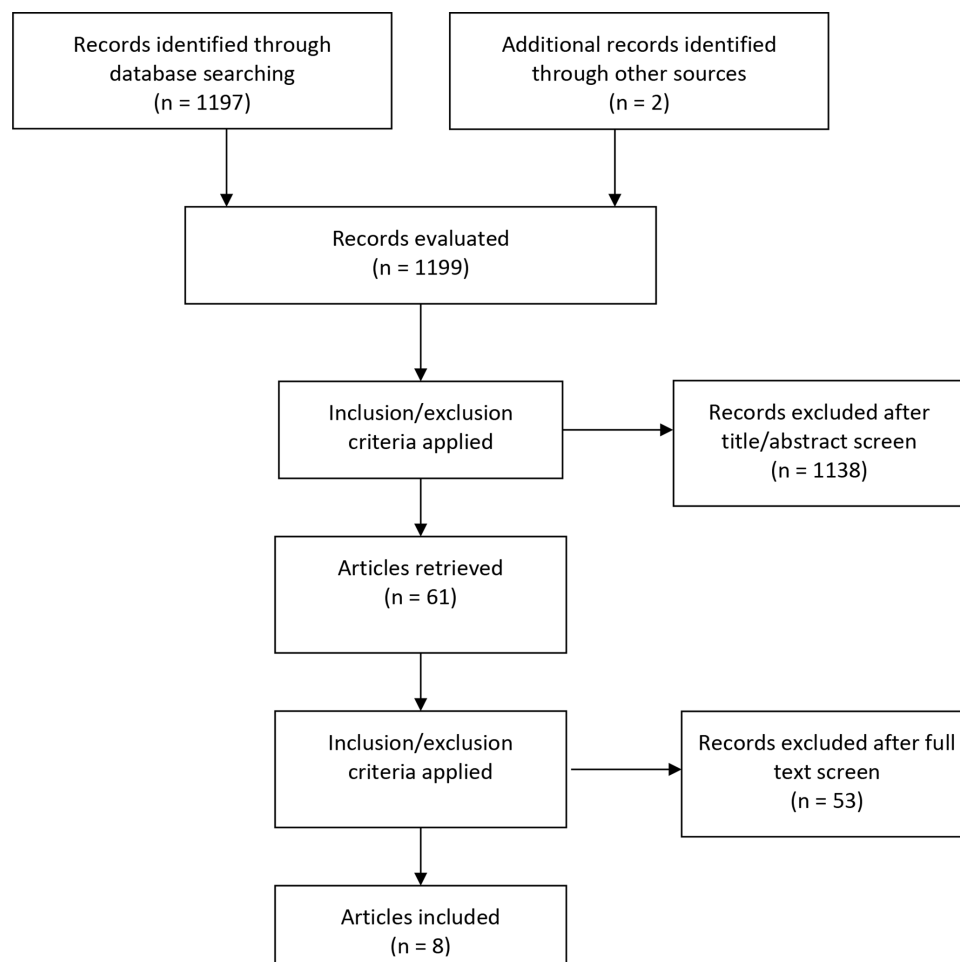 Records identified through
database searching
(n = 1197)
Additional records identified
through other sources
(n = 2)
Records evaluated
(n = 1199)
Inclusion/exclusion
criteria applied
Records excluded after
title/abstract screen
(n = 1138)
Articles retrieved
(n = 61)
Inclusion/exclusion
criteria applied
Records excluded after full
text screen
(n = 53)
Articles included
(n = 8)